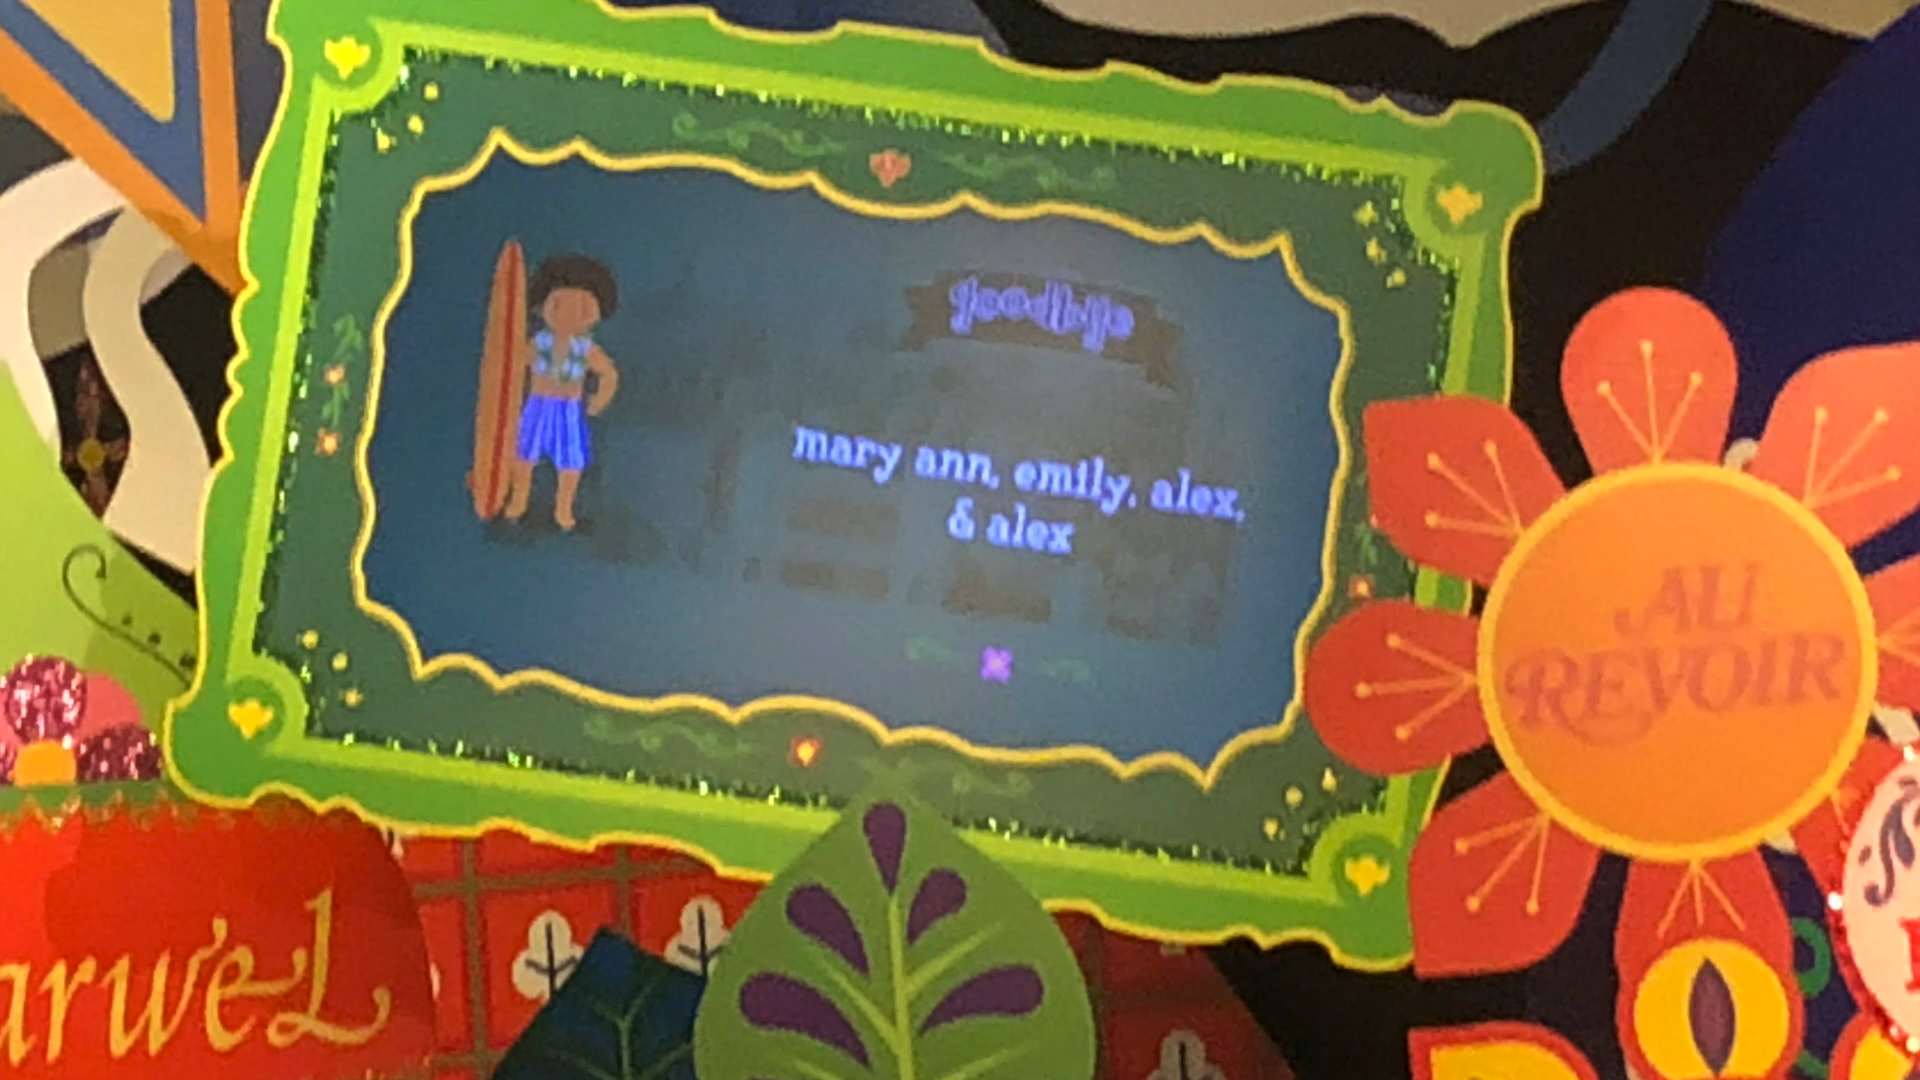 goodbye
mary ann, emily, alex,
& alex
AU
REVOIR
arweL